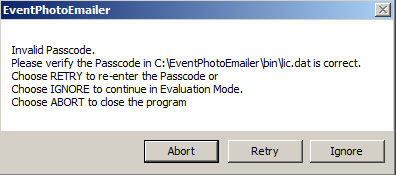 EventPhotoEmailer
Invalid Passcode.
Please verify the Passcode in C:\EventPhotoEmailer\bin\lic.dat is correct.
Choose RETRY to re-enter the Passcode or
Choose IGNORE to continue in Evaluation Mode.
Choose ABORT to close the program
Abort Retry Ignore